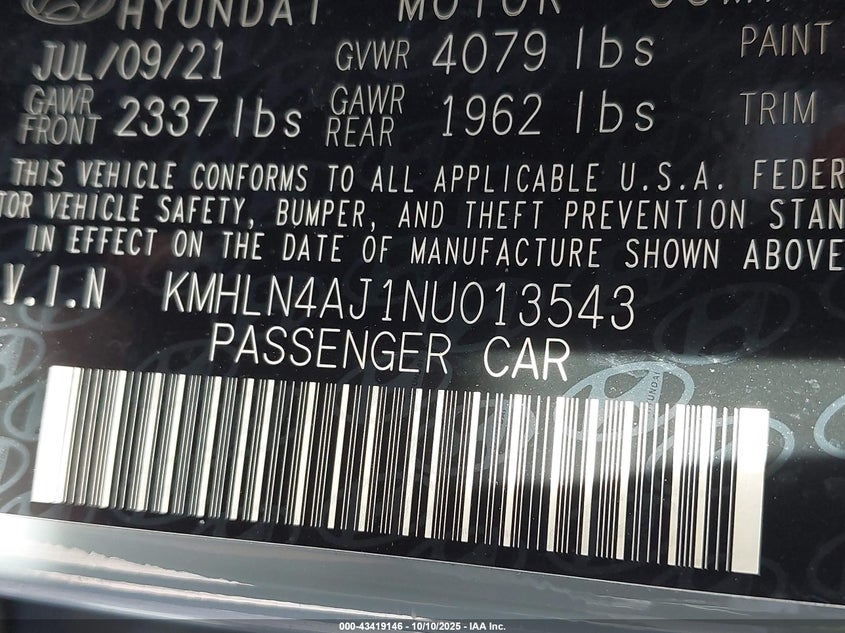 HYUNDAI MOTOR
JUL/09/21 GVWR 4079 lbs PAINT
GAWR FRONT 2337 lbs GAWR REAR 1962 lbs TRIM
THIS VEHICLE CONFORMS TO ALL APPLICABLE U.S.A. FEDER
TOR VEHICLE SAFETY, BUMPER, AND THEFT PREVENTION STAN
IN EFFECT ON THE DATE OF MANUFACTURE SHOWN ABOVE
V.I.N KMHLN4AJ1NU013543
PASSENGER CAR
HYUNDAI
000-43419146 - 10/10/2025 - IAA Inc.